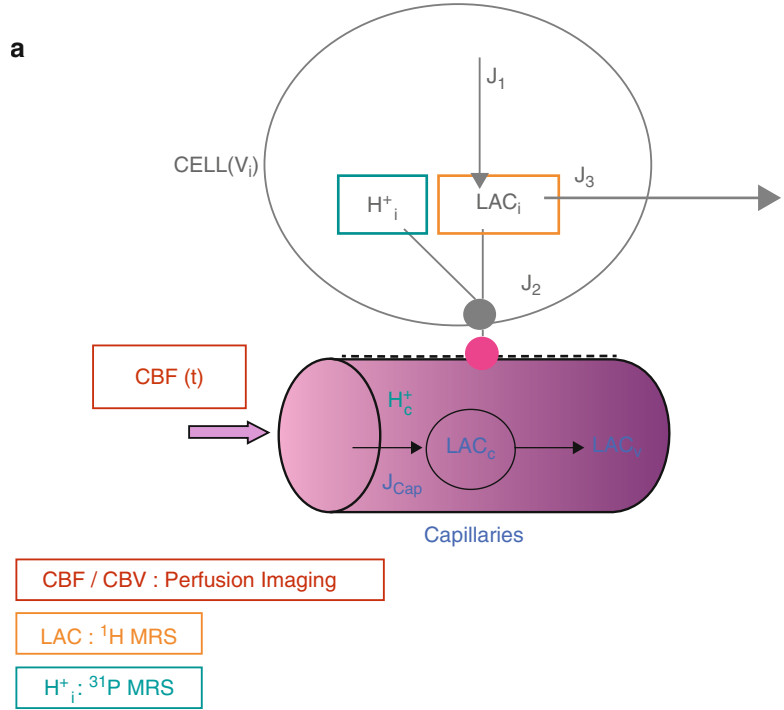 a
J₁
CELL(Vᵢ)
J₃
H⁺ᵢ
LACᵢ
J₂
CBF (t)
H⁺c
LACc
LACv
JCap
Capillaries
CBF / CBV : Perfusion Imaging
LAC : ¹H MRS
H⁺ᵢ: ³¹P MRS